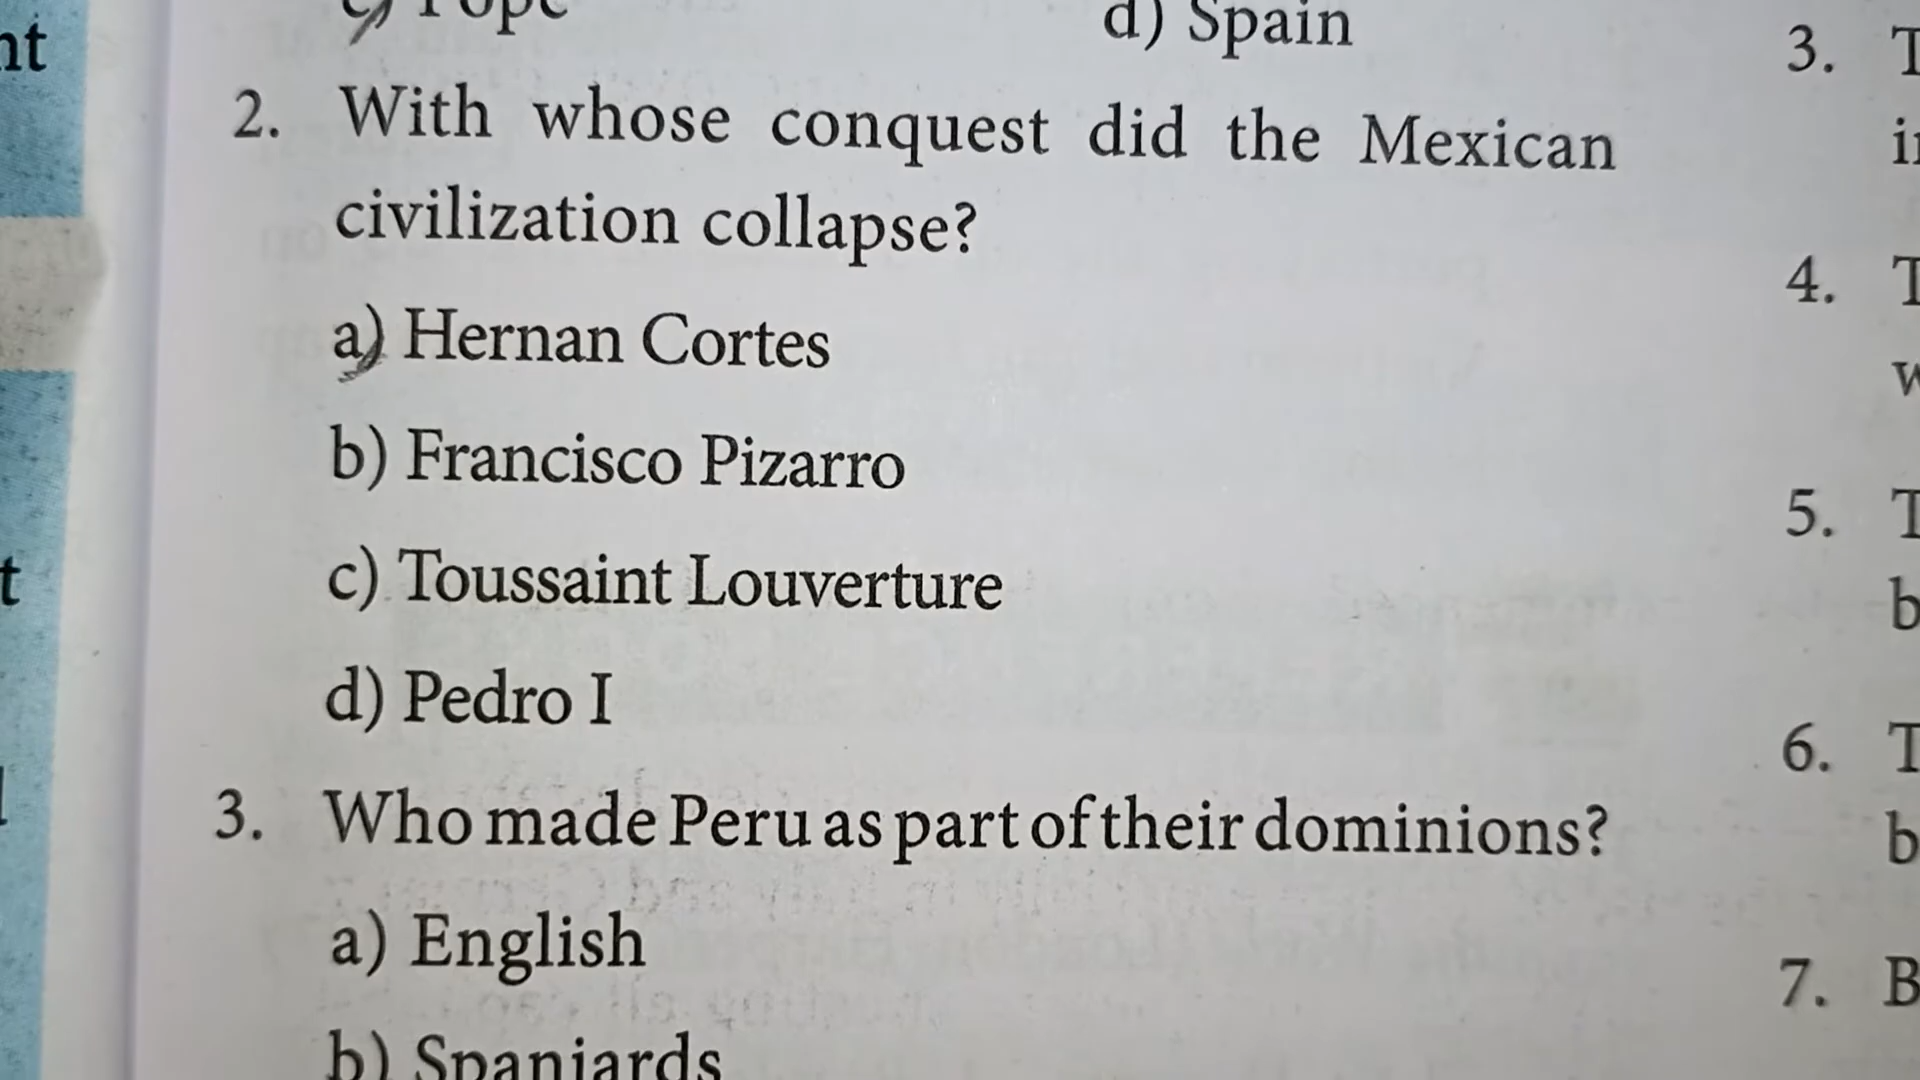 d) Spain
2. With whose conquest did the Mexican
civilization collapse?
a) Hernan Cortes
b) Francisco Pizarro
c) Toussaint Louverture
d) Pedro I
3. Who made Peru as part of their dominions?
a) English
b) Spaniards
3.
4.
5.
6.
7.